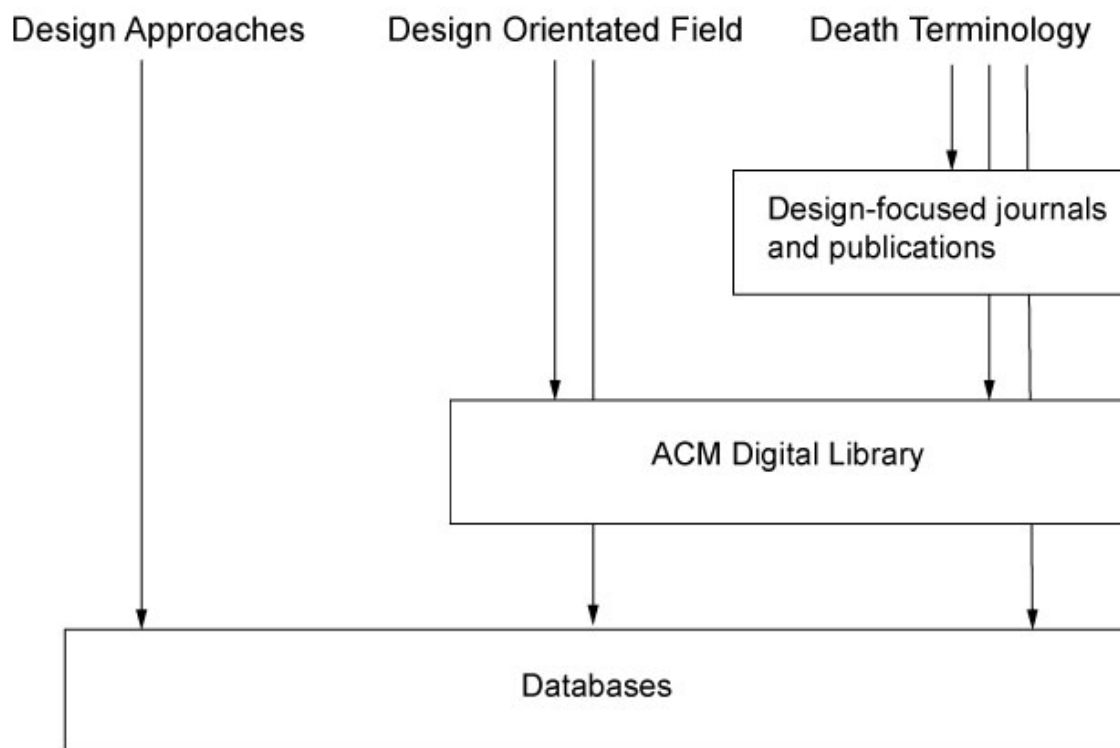 Design Approaches
Design Orientated Field
Death Terminology
Design-focused journals
and publications
ACM Digital Library
Databases